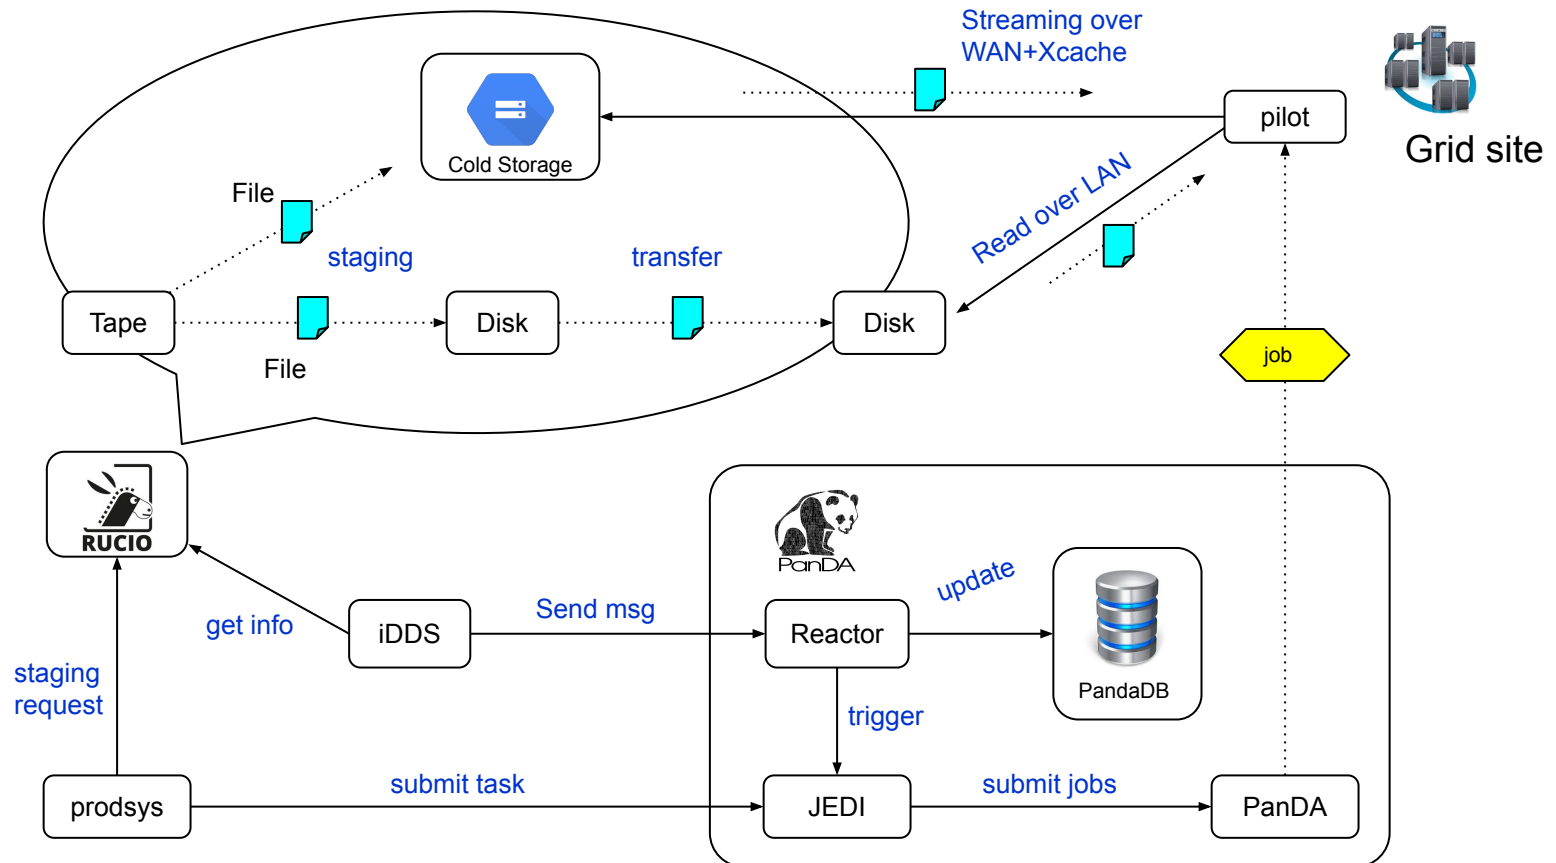 Streaming over
WAN+Xcache
pilot
Grid site
Cold Storage
File
staging
transfer
Read over LAN
Tape
Disk
Disk
File
job
RUCIO
PanDA
update
get info
iDDS
Send msg
Reactor
PandaDB
staging
request
trigger
prodsys
submit task
JEDI
submit jobs
PanDA